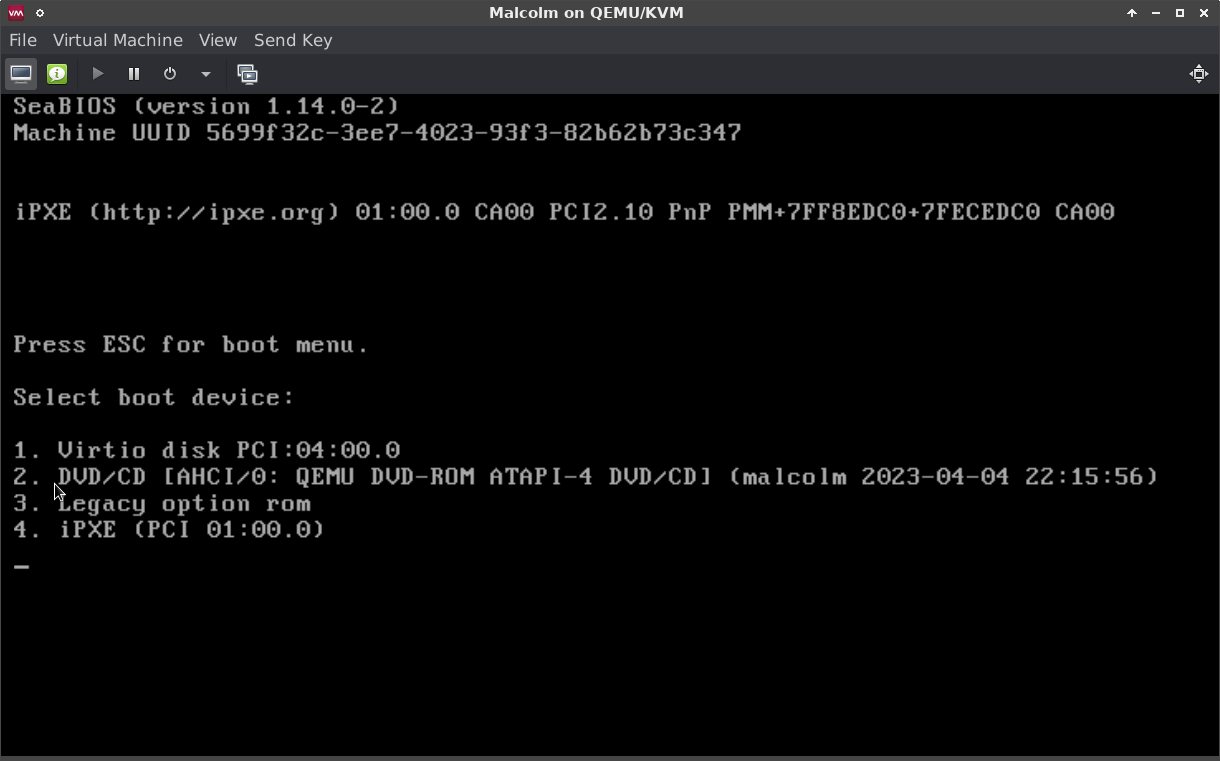 Malcolm on QEMU/KVM
File Virtual Machine View Send Key
SeaBIOS (version 1.14.0-2)
Machine UUID 5699f32c-3ee7-4023-93f3-82b62b73c347
iPXE (http://ipxe.org) 01:00.0 CA00 PCI2.10 PnP PMM+7FF8EDC0+7FECEDC0 CA00
Press ESC for boot menu.
Select boot device:
1. Virtio disk PCI:04:00.0
2. DVD/CD [AHCI/0: QEMU DVD-ROM ATAPI-4 DVD/CD] (malcolm 2023-04-04 22:15:56)
3. Legacy option rom
4. iPXE (PCI 01:00.0)
_